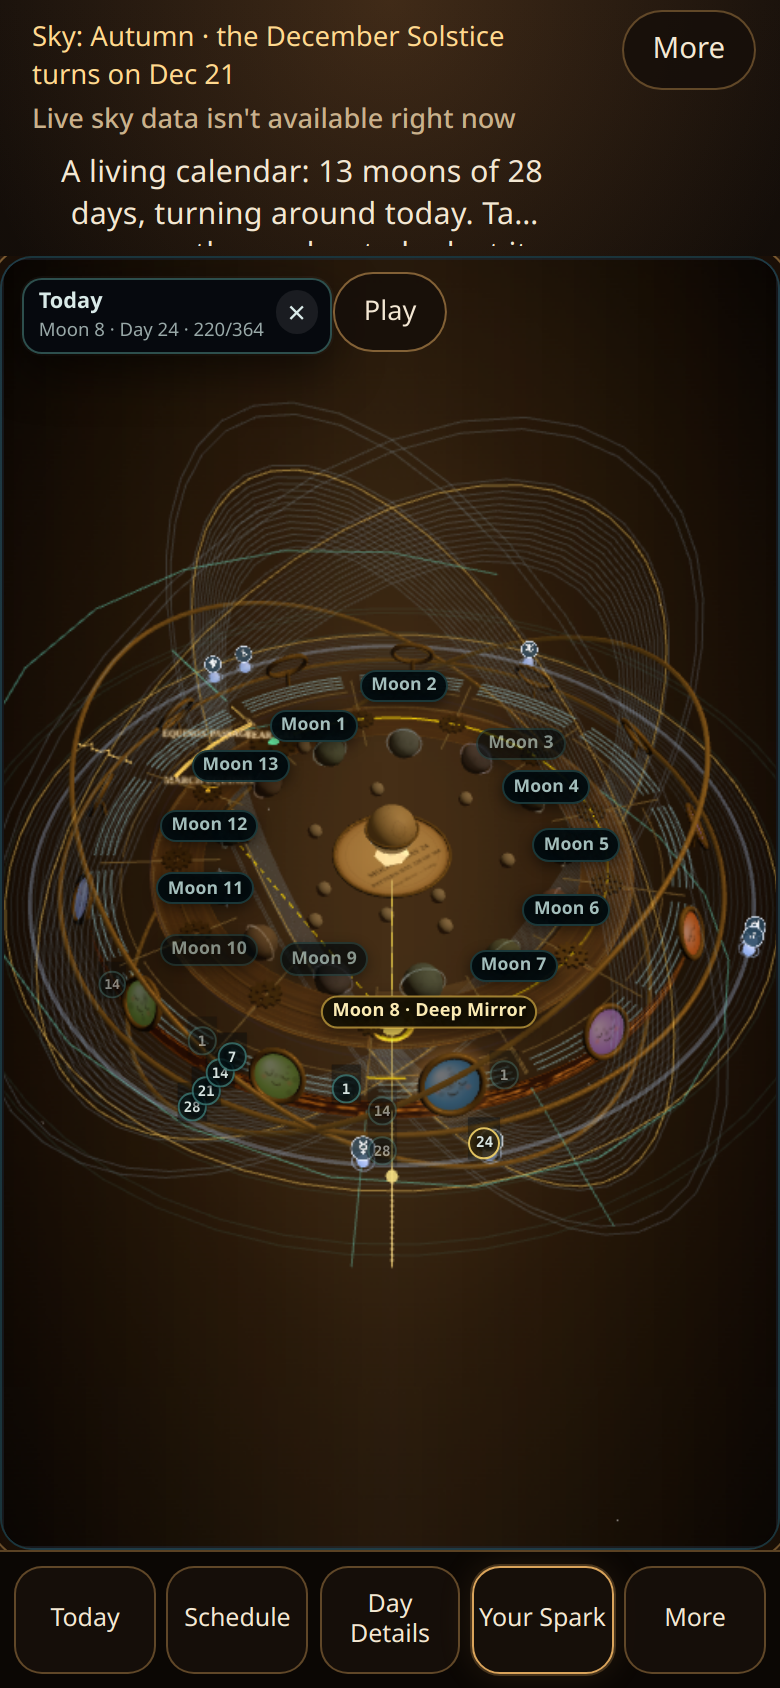 Sky: Autumn · the December Solstice
turns on Dec 21
More
Live sky data isn't available right now
A living calendar: 13 moons of 28
days, turning around today. Ta…
Today
Moon 8 · Day 24 · 220/364
×
Play
Moon 2
Moon 1
Moon 3
Moon 13
Moon 4
Moon 12
Moon 5
Moon 11
Moon 6
Moon 10
Moon 9
Moon 7
14
Moon 8 · Deep Mirror
1
7
14
1
21
1
28
14
24
28
Today
Schedule
Day
Details
Your Spark
More